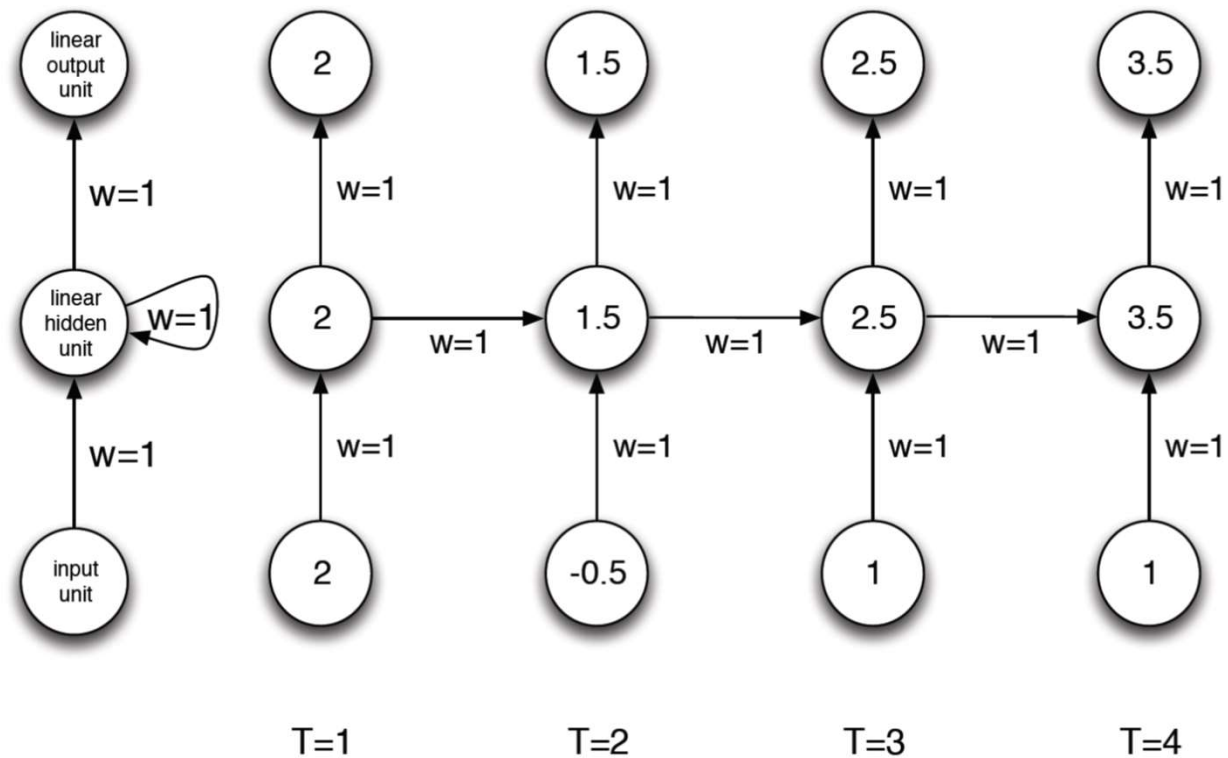 linear
output
unit
2
1.5
2.5
3.5
w=1
w=1
w=1
w=1
w=1
linear
hidden
unit
w=1
2
1.5
2.5
3.5
w=1
w=1
w=1
w=1
w=1
w=1
w=1
w=1
input
unit
2
-0.5
1
1
T=1
T=2
T=3
T=4